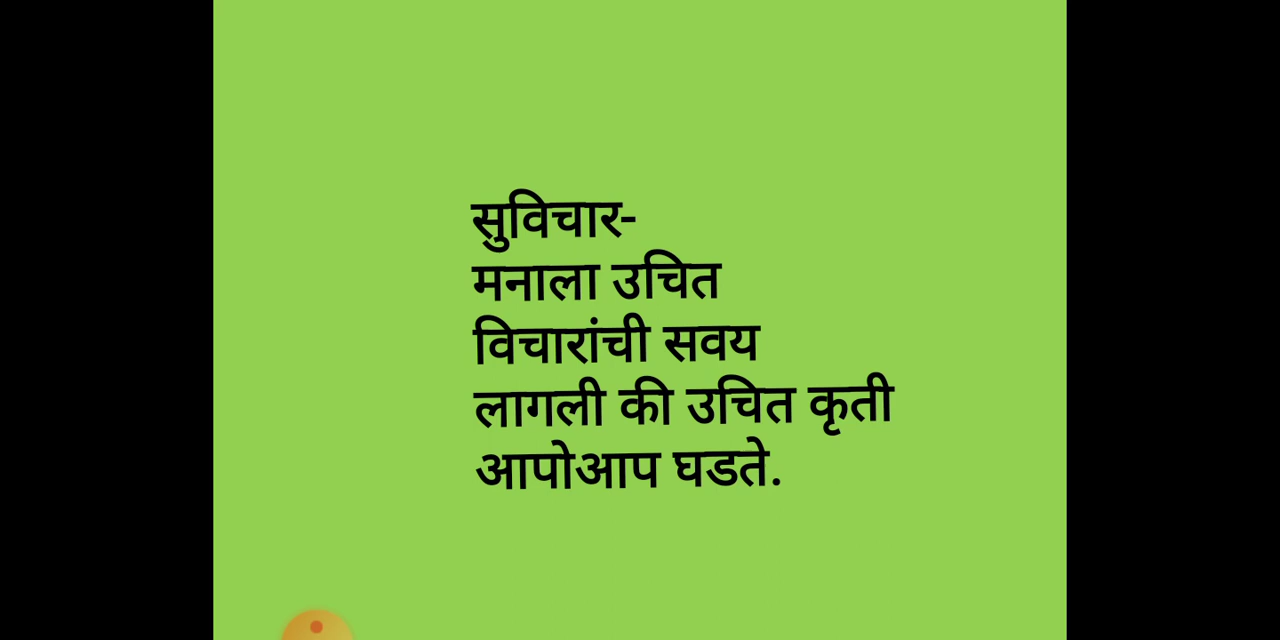 सुविचार-
मनाला उचित
विचारांची सवय
लागली की उचित कृती
आपोआप घडते.